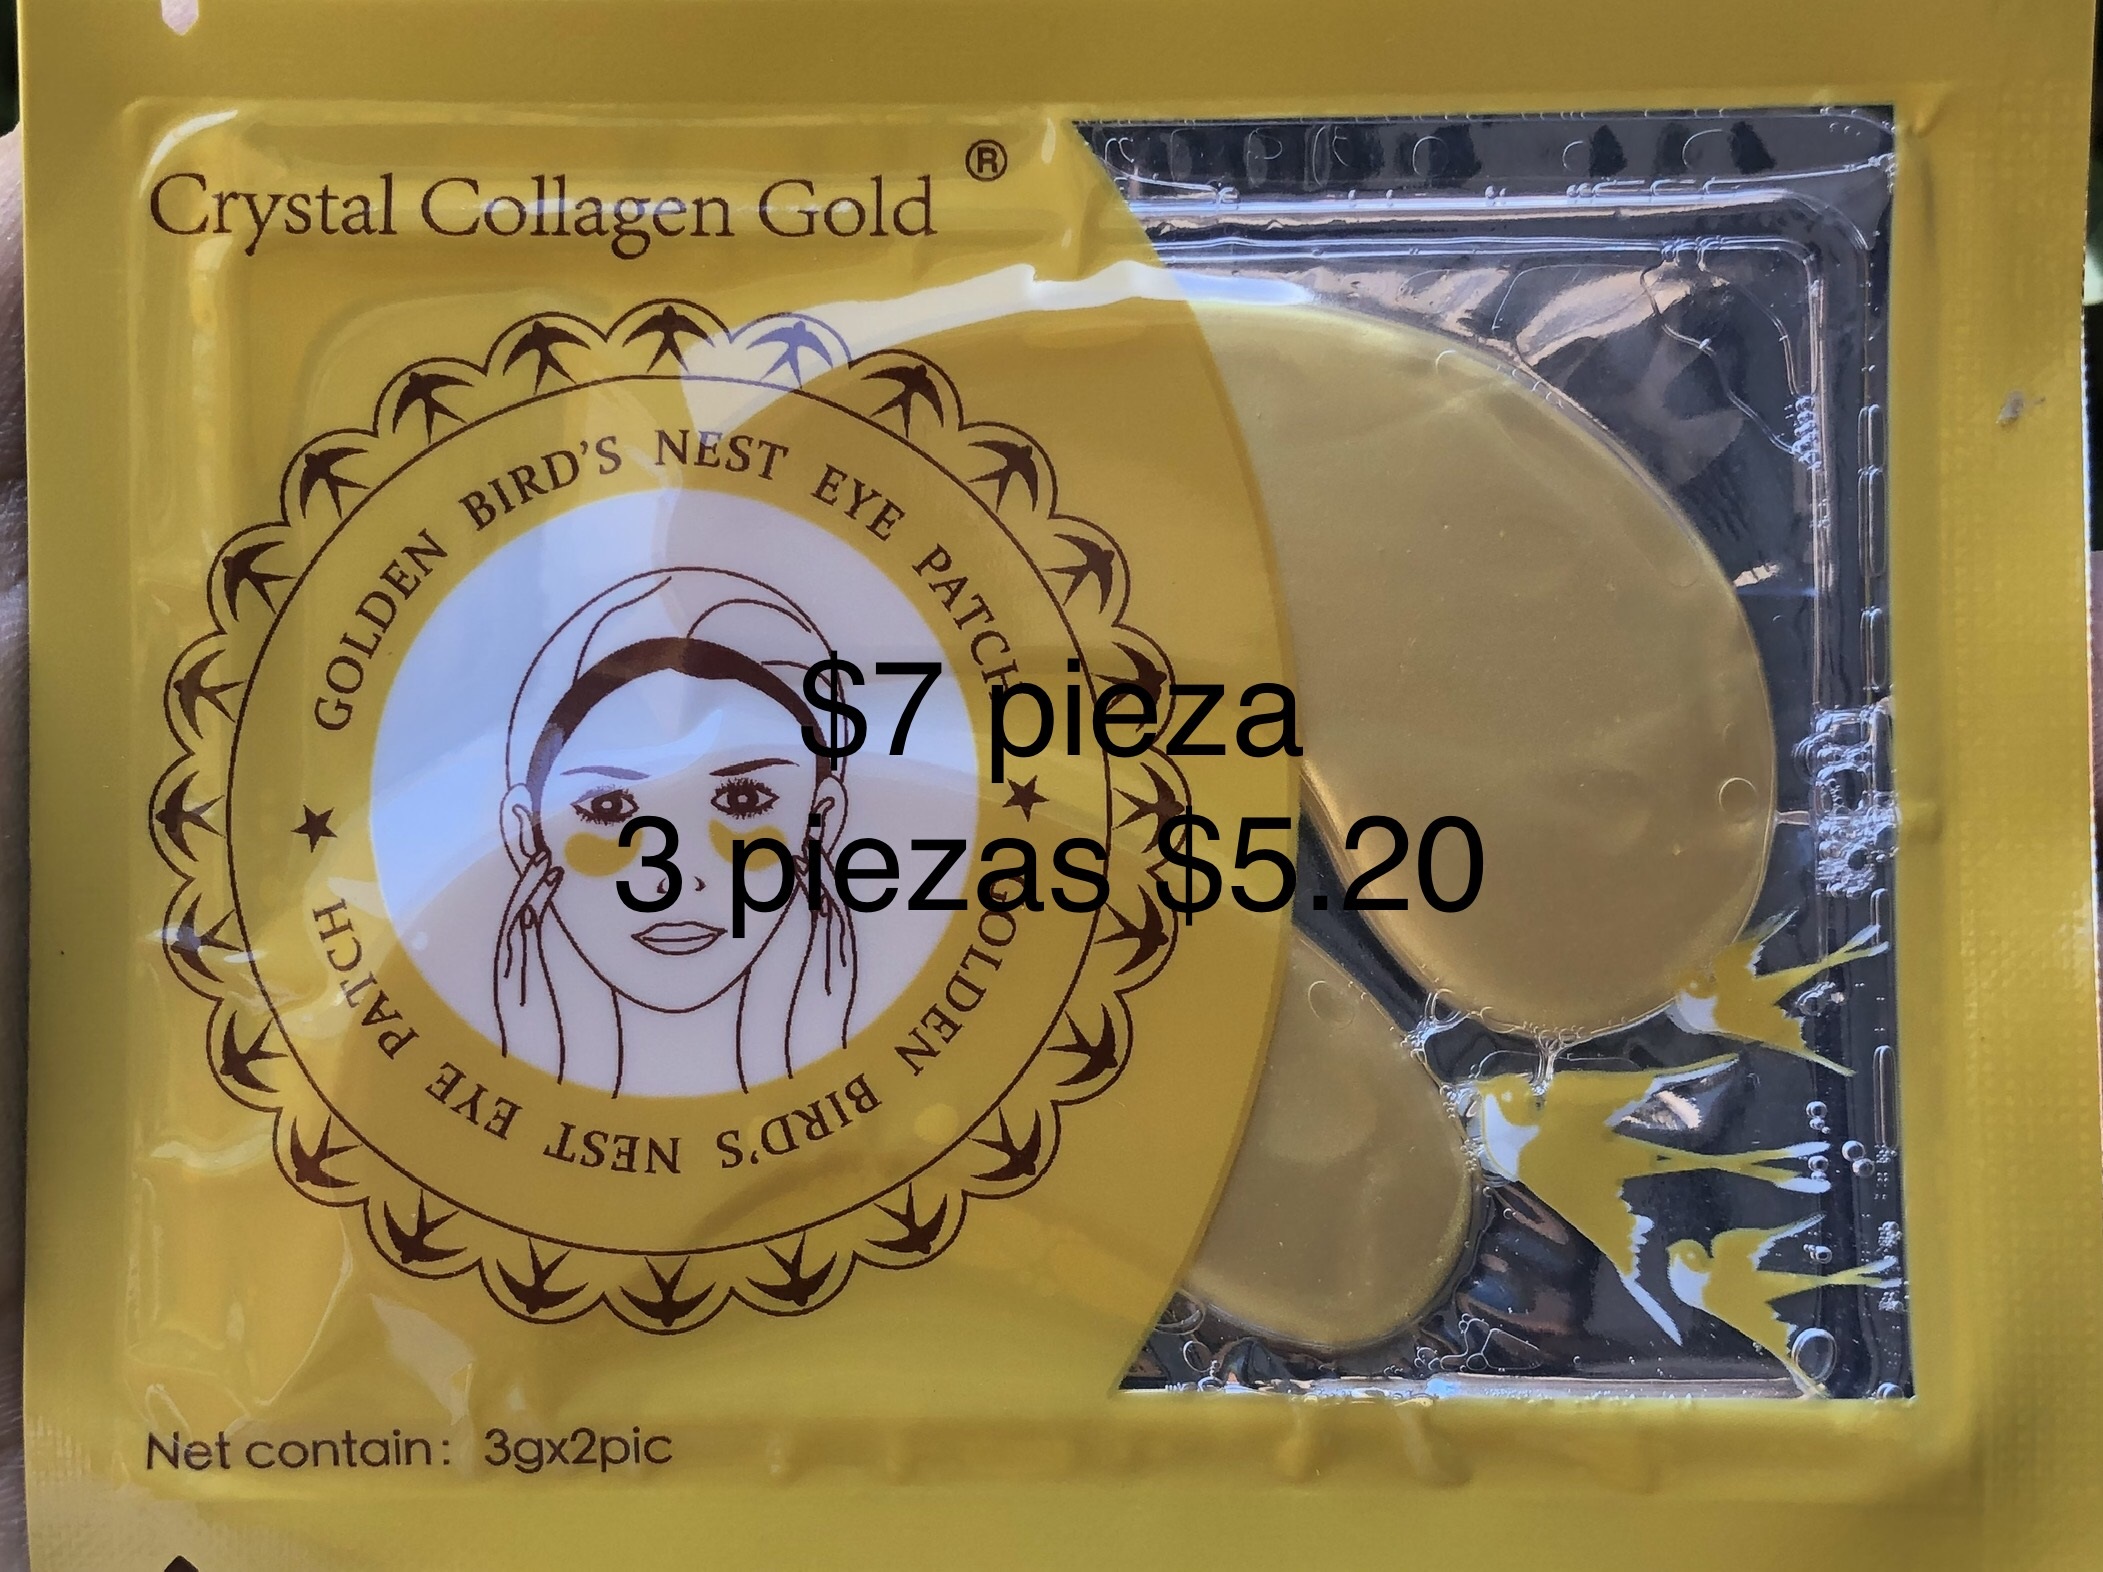 Crystal Collagen Gold ®
GOLDEN BIRD'S NEST EYE PATCH
★ ★
GOLDEN BIRD'S NEST EYE PATCH
$7 pieza
3 piezas $5.20
Net contain: 3gx2pic